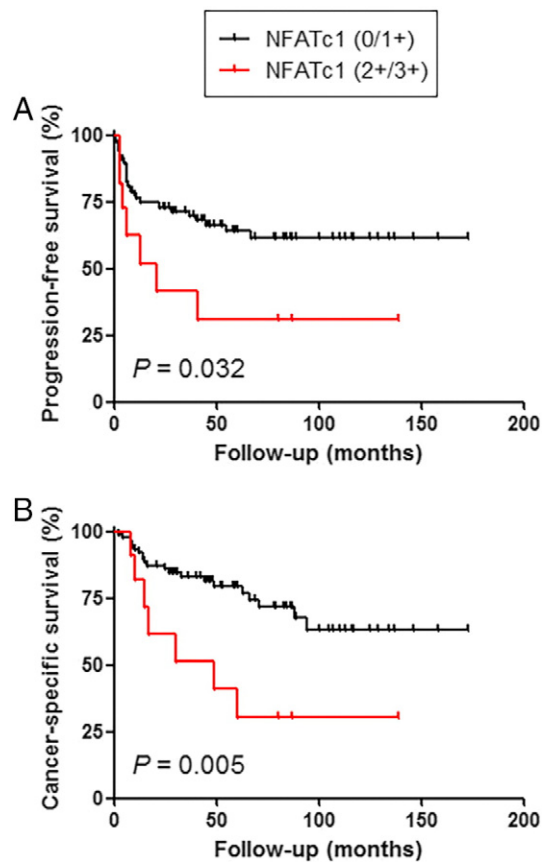 NFATc1 (0/1+)
NFATc1 (2+/3+)
A
Progression-free survival (%)
100
75
50
25
0
P = 0.032
0 50 100 150 200
Follow-up (months)
B
Cancer-specific survival (%)
100
75
50
25
0
P = 0.005
0 50 100 150 200
Follow-up (months)